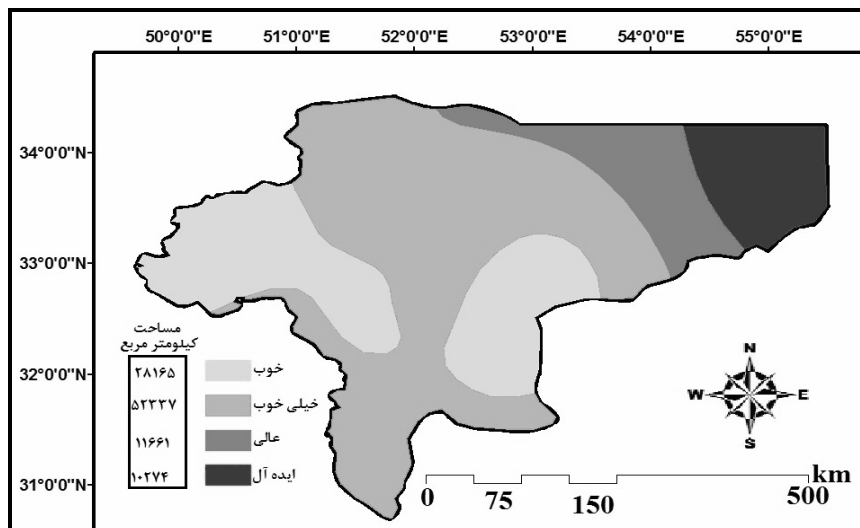 50°0'0"E 51°0'0"E 52°0'0"E 53°0'0"E 54°0'0"E 55°0'0"E
34°0'0"N
33°0'0"N
32°0'0"N
31°0'0"N
مساحت
کیلومتر مربع
۲۸۱۶۵ خوب
۵۲۳۳۷ خیلی خوب
۱۱۶۶۱ عالی
۱۰۲۷۴ ایده آل
N
W E
S
km
0 75 150 500